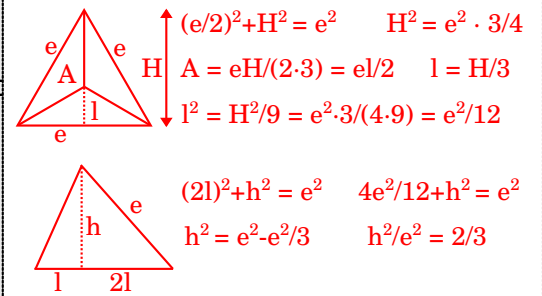 (e/2)²+H² = e² H² = e² · 3/4
e e
A H A = eH/(2·3) = el/2 l = H/3
l
l² = H²/9 = e²·3/(4·9) = e²/12
e
(2l)²+h² = e² 4e²/12+h² = e²
e
h h² = e²-e²/3 h²/e² = 2/3
l 2l